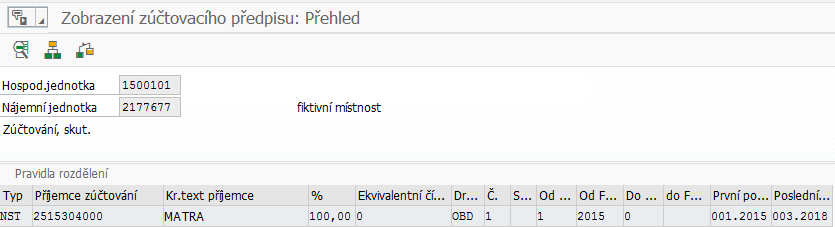 Zobrazení zúčtovacího předpisu: Přehled
Hospod.jednotka 1500101
Nájemní jednotka 2177677 fiktivní místnost
Zúčtování, skut.
Pravidla rozdělení
Typ Příjemce zúčtování Kr.text příjemce % Ekvivalentní čí... Dr... Č. S... Od ... Od F... Do ... do F... První po... Poslední...
NST 2515304000 MATRA 100,00 0 OBD 1 1 2015 0 001.2015 003.2018